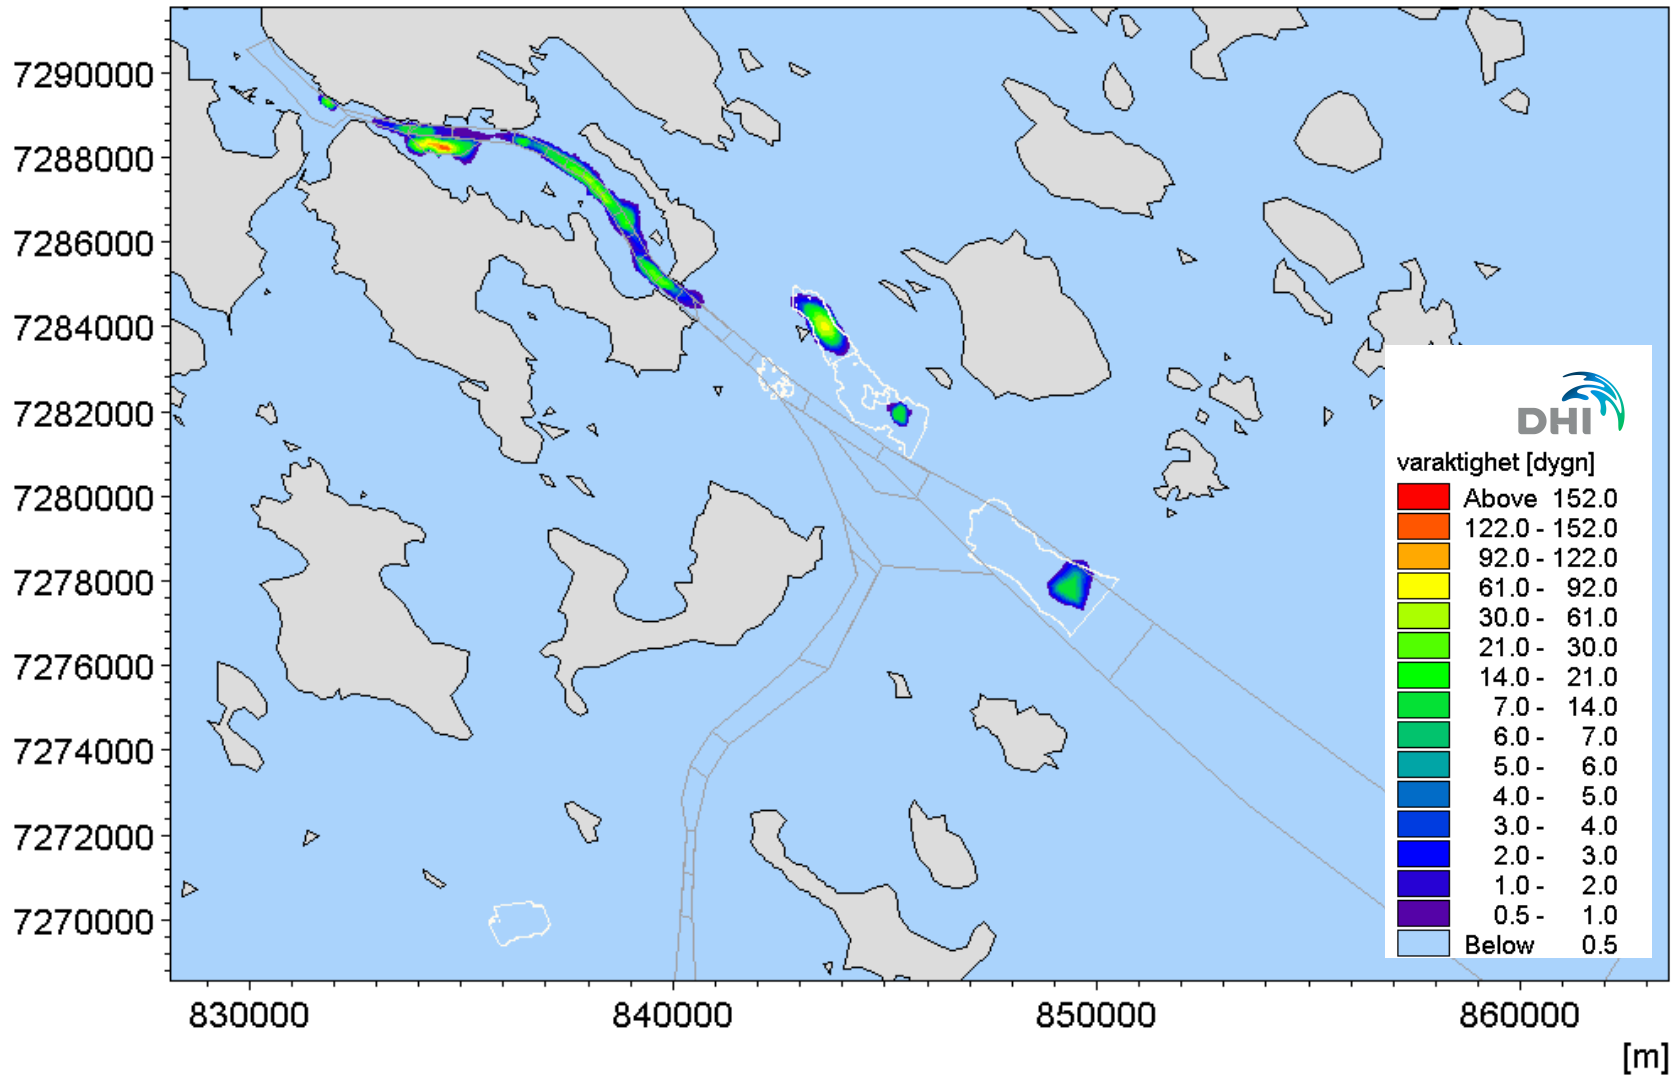 7290000
7288000
7286000
7284000
7282000
7280000
7278000
7276000
7274000
7272000
7270000
DHI
varaktighet [dygn]
Above 152.0
122.0 - 152.0
92.0 - 122.0
61.0 - 92.0
30.0 - 61.0
21.0 - 30.0
14.0 - 21.0
7.0 - 14.0
6.0 - 7.0
5.0 - 6.0
4.0 - 5.0
3.0 - 4.0
2.0 - 3.0
1.0 - 2.0
0.5 - 1.0
Below 0.5
830000 840000 850000 860000
[m]